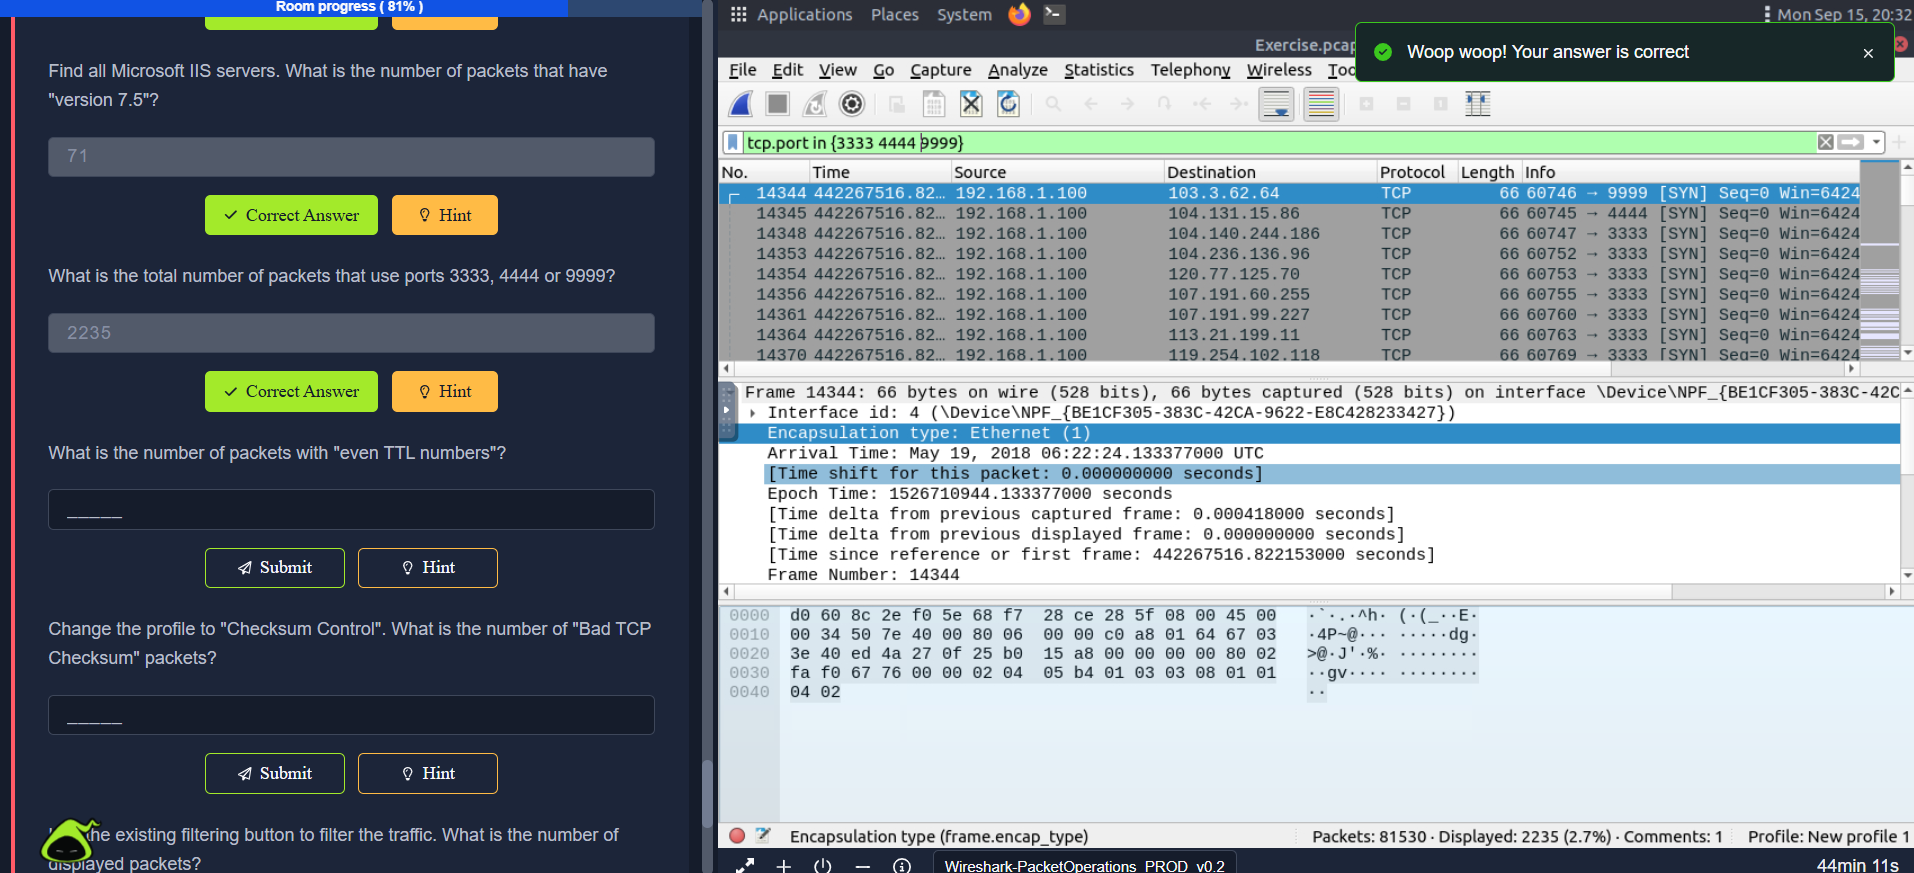 Room progress ( 81% )
Find all Microsoft IIS servers. What is the number of packets that have
"version 7.5"?
71
Correct Answer
Hint
What is the total number of packets that use ports 3333, 4444 or 9999?
2235
Correct Answer
Hint
What is the number of packets with "even TTL numbers"?
_____
Submit
Hint
Change the profile to "Checksum Control". What is the number of "Bad TCP
Checksum" packets?
_____
Submit
Hint
the existing filtering button to filter the traffic. What is the number of
displayed packets?
Applications Places System
Mon Sep 15, 20:32
Exercise.pcap
Woop woop! Your answer is correct
File Edit View Go Capture Analyze Statistics Telephony Wireless Too
tcp.port in {3333 4444 9999}
No. Time Source Destination Protocol Length Info
14344 442267516.82… 192.168.1.100 103.3.62.64 TCP 66 60746 → 9999 [SYN] Seq=0 Win=6424
14345 442267516.82… 192.168.1.100 104.131.15.86 TCP 66 60745 → 4444 [SYN] Seq=0 Win=6424
14348 442267516.82… 192.168.1.100 104.140.244.186 TCP 66 60747 → 3333 [SYN] Seq=0 Win=6424
14353 442267516.82… 192.168.1.100 104.236.136.96 TCP 66 60752 → 3333 [SYN] Seq=0 Win=6424
14354 442267516.82… 192.168.1.100 120.77.125.70 TCP 66 60753 → 3333 [SYN] Seq=0 Win=6424
14356 442267516.82… 192.168.1.100 107.191.60.255 TCP 66 60755 → 3333 [SYN] Seq=0 Win=6424
14361 442267516.82… 192.168.1.100 107.191.99.227 TCP 66 60760 → 3333 [SYN] Seq=0 Win=6424
14364 442267516.82… 192.168.1.100 113.21.199.11 TCP 66 60763 → 3333 [SYN] Seq=0 Win=6424
14370 442267516.82… 192.168.1.100 119.254.102.118 TCP 66 60769 → 3333 [SYN] Seq=0 Win=6424
Frame 14344: 66 bytes on wire (528 bits), 66 bytes captured (528 bits) on interface \Device\NPF_{BE1CF305-383C-42C
Interface id: 4 (\Device\NPF_{BE1CF305-383C-42CA-9622-E8C428233427})
Encapsulation type: Ethernet (1)
Arrival Time: May 19, 2018 06:22:24.133377000 UTC
[Time shift for this packet: 0.000000000 seconds]
Epoch Time: 1526710944.133377000 seconds
[Time delta from previous captured frame: 0.000418000 seconds]
[Time delta from previous displayed frame: 0.000000000 seconds]
[Time since reference or first frame: 442267516.822153000 seconds]
Frame Number: 14344
0000 d0 60 8c 2e f0 5e 68 f7 28 ce 28 5f 08 00 45 00 ·`·.·^h· (·(_··E·
0010 00 34 50 7e 40 00 80 06 00 00 c0 a8 01 64 67 03 ·4P~@··· ·····dg·
0020 3e 40 ed 4a 27 0f 25 b0 15 a8 00 00 00 00 80 02 >@·J'·%· ········
0030 fa f0 67 76 00 00 02 04 05 b4 01 03 03 08 01 01 ··gv···· ········
0040 04 02 ··
Encapsulation type (frame.encap_type)
Packets: 81530 · Displayed: 2235 (2.7%) · Comments: 1
Profile: New profile 1
Wireshark-PacketOperations_PROD_v0.2
44min 11s